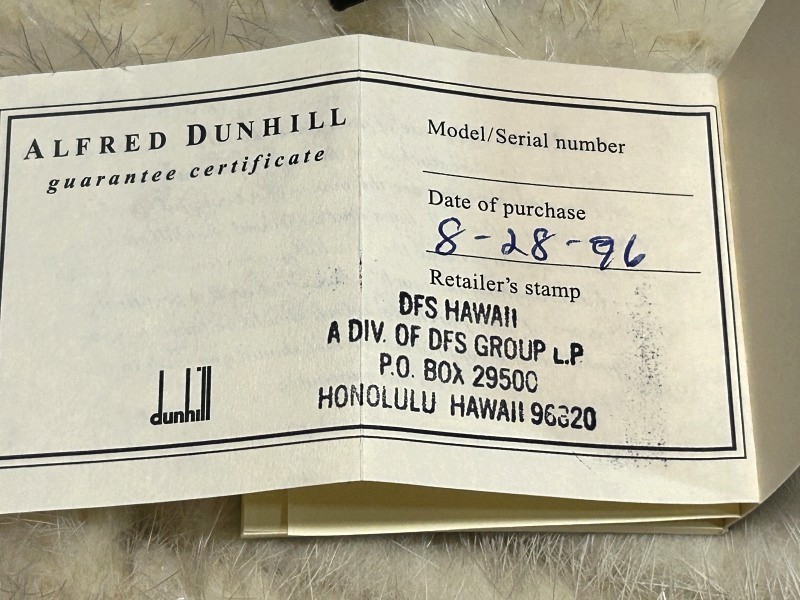 ALFRED DUNHILL
guarantee certificate
dunhill
Model/Serial number
Date of purchase
8-28-96
Retailer's stamp
DFS HAWAII
A DIV. OF DFS GROUP L.P
P.O. BOX 29500
HONOLULU HAWAII 96820